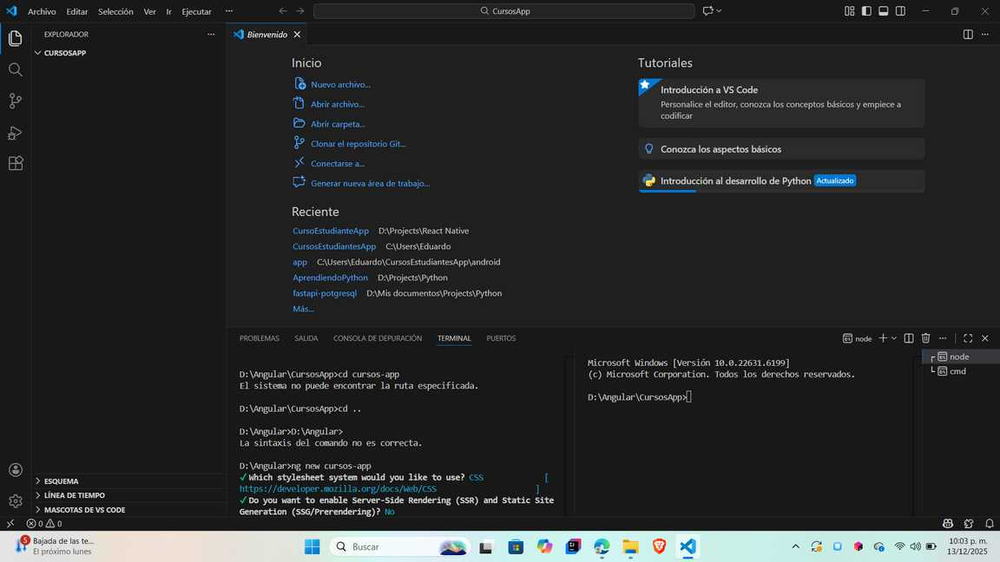 Archivo Editar Selección Ver Ir Ejecutar ··· CursosApp
EXPLORADOR ···
CURSOSAPP
Bienvenido
Inicio
Nuevo archivo...
Abrir archivo...
Abrir carpeta...
Clonar el repositorio Git...
Conectarse a...
Generar nueva área de trabajo...
Reciente
CursoEstudianteApp D:\Projects\React Native
CursosEstudiantesApp C:\Users\Eduardo
app C:\Users\Eduardo\CursosEstudiantesApp\android
AprendiendoPython D:\Projects\Python
fastapi-potgresql D:\Mis documentos\Projects\Python
Más...
Tutoriales
Introducción a VS Code
Personalice el editor, conozca los conceptos básicos y empiece a
codificar
Conozca los aspectos básicos
Introducción al desarrollo de Python Actualizado
PROBLEMAS SALIDA CONSOLA DE DEPURACIÓN TERMINAL PUERTOS
node
D:\Angular\CursosApp>cd cursos-app
El sistema no puede encontrar la ruta especificada.
D:\Angular\CursosApp>cd ..
D:\Angular>D:\Angular>
La sintaxis del comando no es correcta.
D:\Angular>ng new cursos-app
✔ Which stylesheet system would you like to use? CSS [
https://developer.mozilla.org/docs/Web/CSS ]
✔ Do you want to enable Server-Side Rendering (SSR) and Static Site
Generation (SSG/Prerendering)? No
Microsoft Windows [Versión 10.0.22631.6199]
(c) Microsoft Corporation. Todos los derechos reservados.
D:\Angular\CursosApp>
node
cmd
ESQUEMA
LÍNEA DE TIEMPO
MASCOTAS DE VS CODE
0 0
5
Bajada de las te...
El próximo lunes
Buscar
10:03 p. m.
13/12/2025